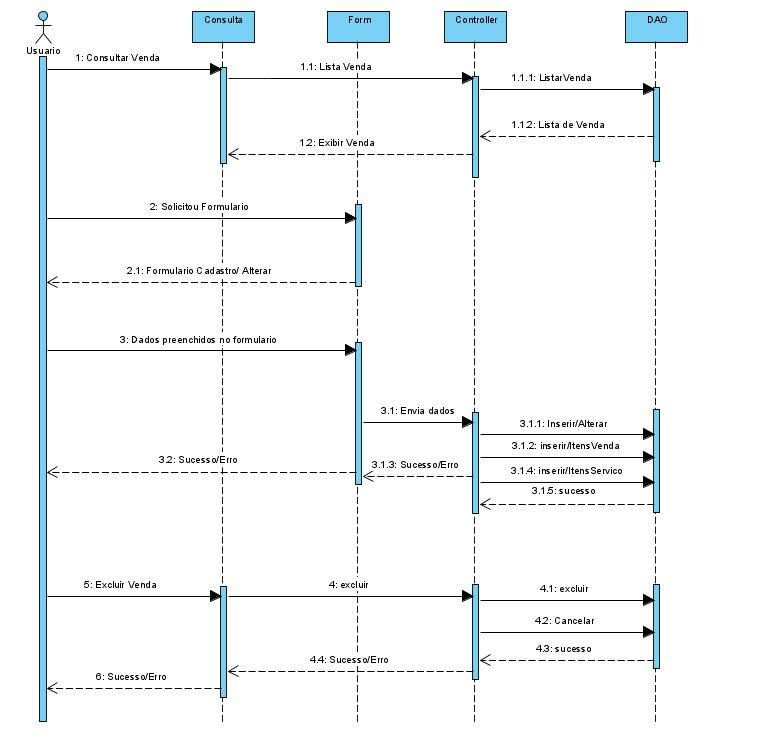 Consulta
Form
Controller
DAO
Usuario
1: Consultar Venda
1.1: Lista Venda
1.1.1: ListarVenda
1.1.2: Lista de Venda
1.2: Exibir Venda
2: Solicitou Formulario
2.1: Formulario Cadastro/ Alterar
3: Dados preenchidos no formulario
3.1: Envia dados
3.1.1: Inserir/Alterar
3.1.2: inserir/ItensVenda
3.2: Sucesso/Erro
3.1.3: Sucesso/Erro
3.1.4: inserir/ItensServico
3.1.5: sucesso
5: Excluir Venda
4: excluir
4.1: excluir
4.2: Cancelar
4.3: sucesso
4.4: Sucesso/Erro
6: Sucesso/Erro